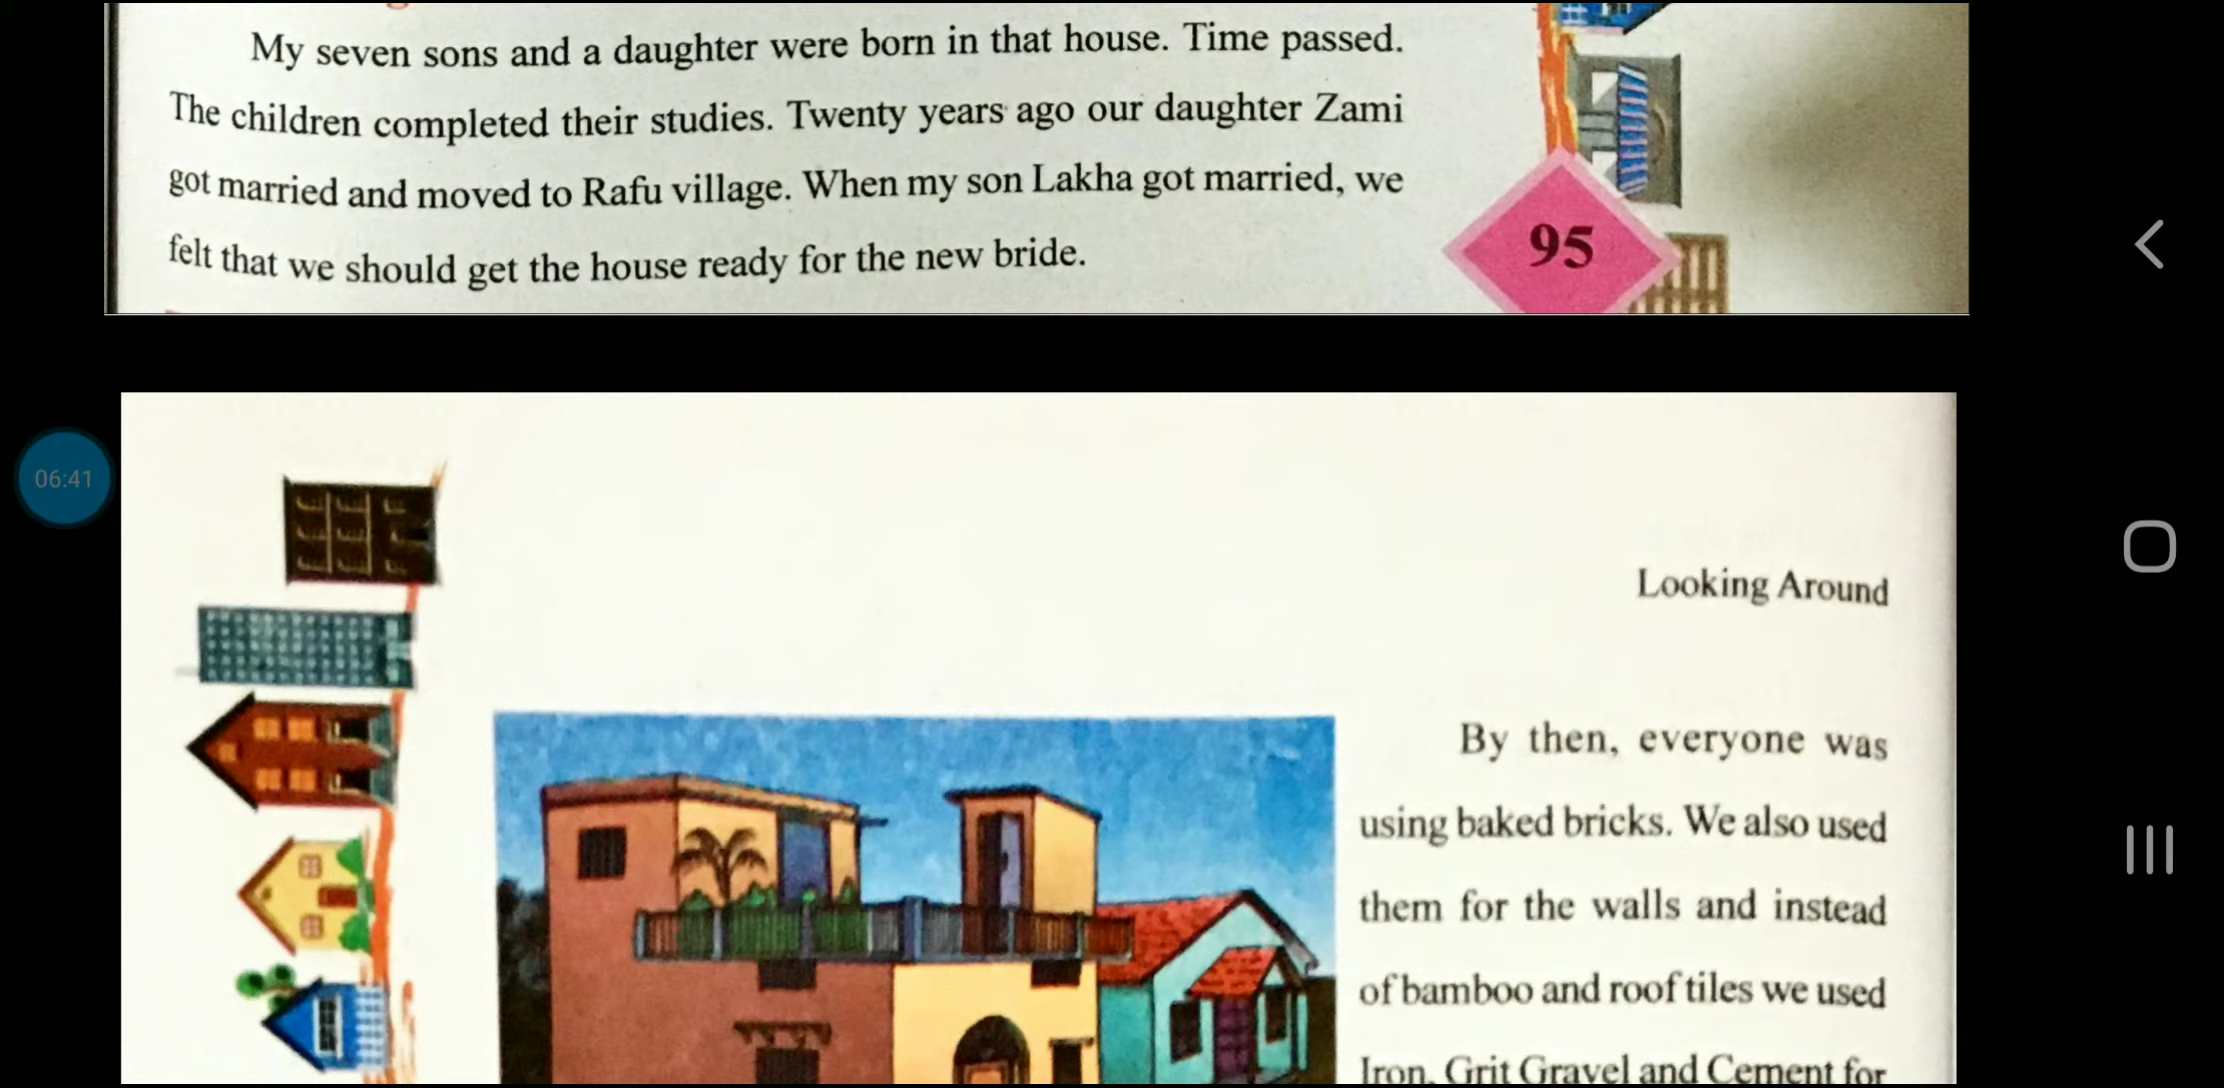 My seven sons and a daughter were born in that house. Time passed.
The children completed their studies. Twenty years ago our daughter Zami
got married and moved to Rafu village. When my son Lakha got married, we
felt that we should get the house ready for the new bride.
95
06:41
Looking Around
By then, everyone was
using baked bricks. We also used
them for the walls and instead
of bamboo and roof tiles we used
Iron, Grit Gravel and Cement for